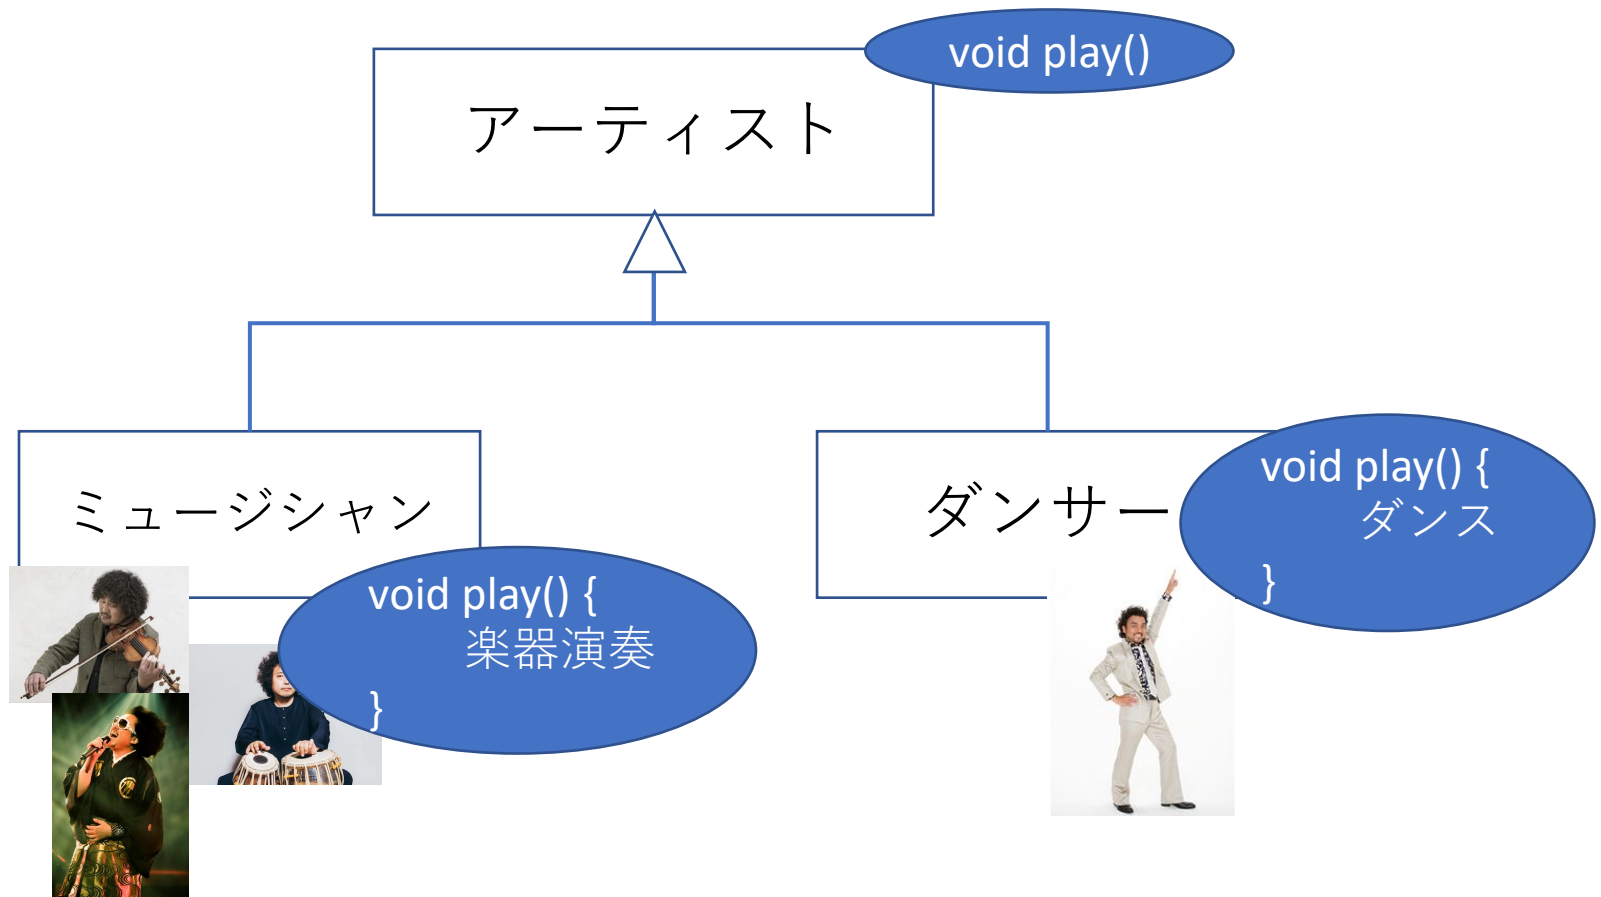 void play()
アーティスト
ミュージシャン
void play() {
楽器演奏
}
ダンサー
void play() {
ダンス
}